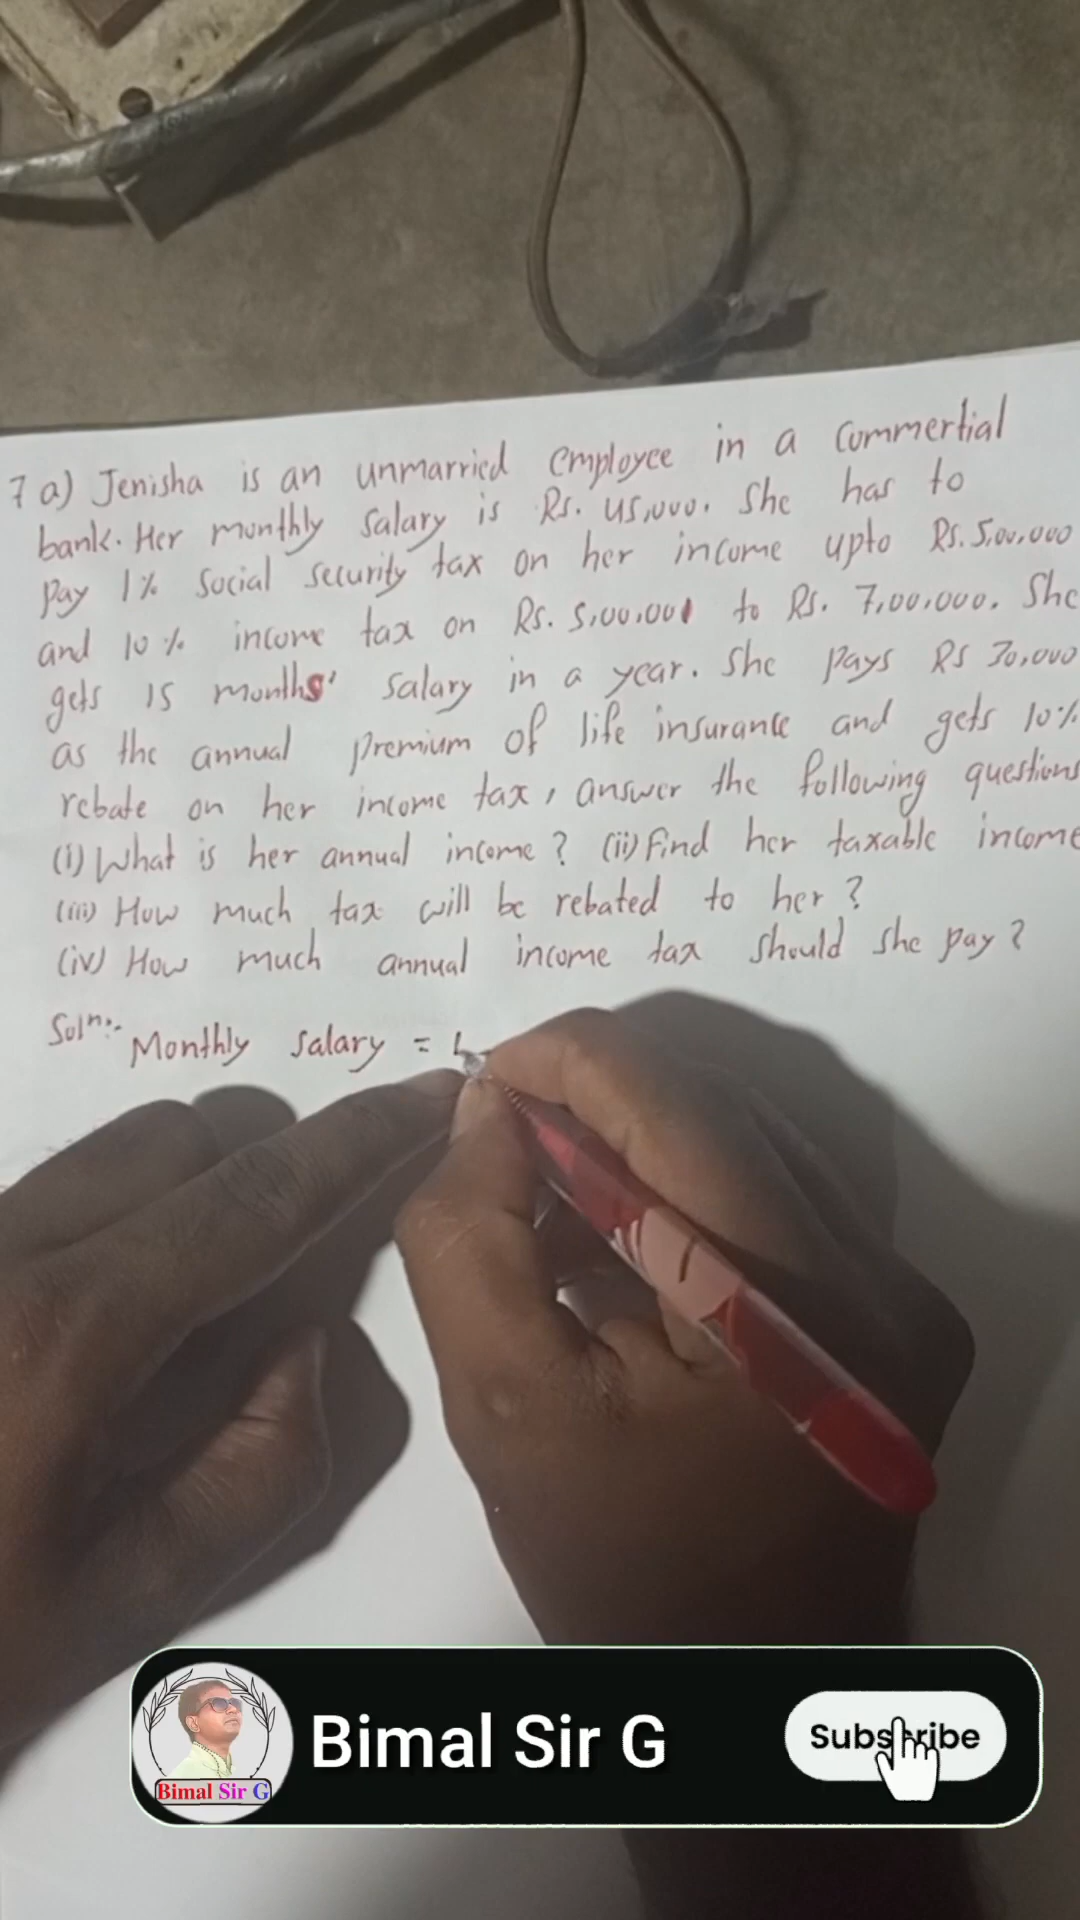 7 a) Jenisha is an unmarried employee in a Commertial
bank. Her monthly salary is Rs. 45,000. She has to
pay 1% Social security tax on her income upto Rs. 5,00,000
and 10% income tax on Rs. 5,00,001 to Rs. 7,00,000. She
gets 15 months' salary in a year. She pays RS 30,000
as the annual premium of life insurance and gets 10%
rebate on her income tax, answer the following questions
(i) What is her annual income? (ii) Find her taxable income
(iii) How much tax will be rebated to her?
(iv) How much annual income tax should she pay?
Solⁿ:- Monthly salary =
Bimal Sir G
Bimal Sir G
Subscribe